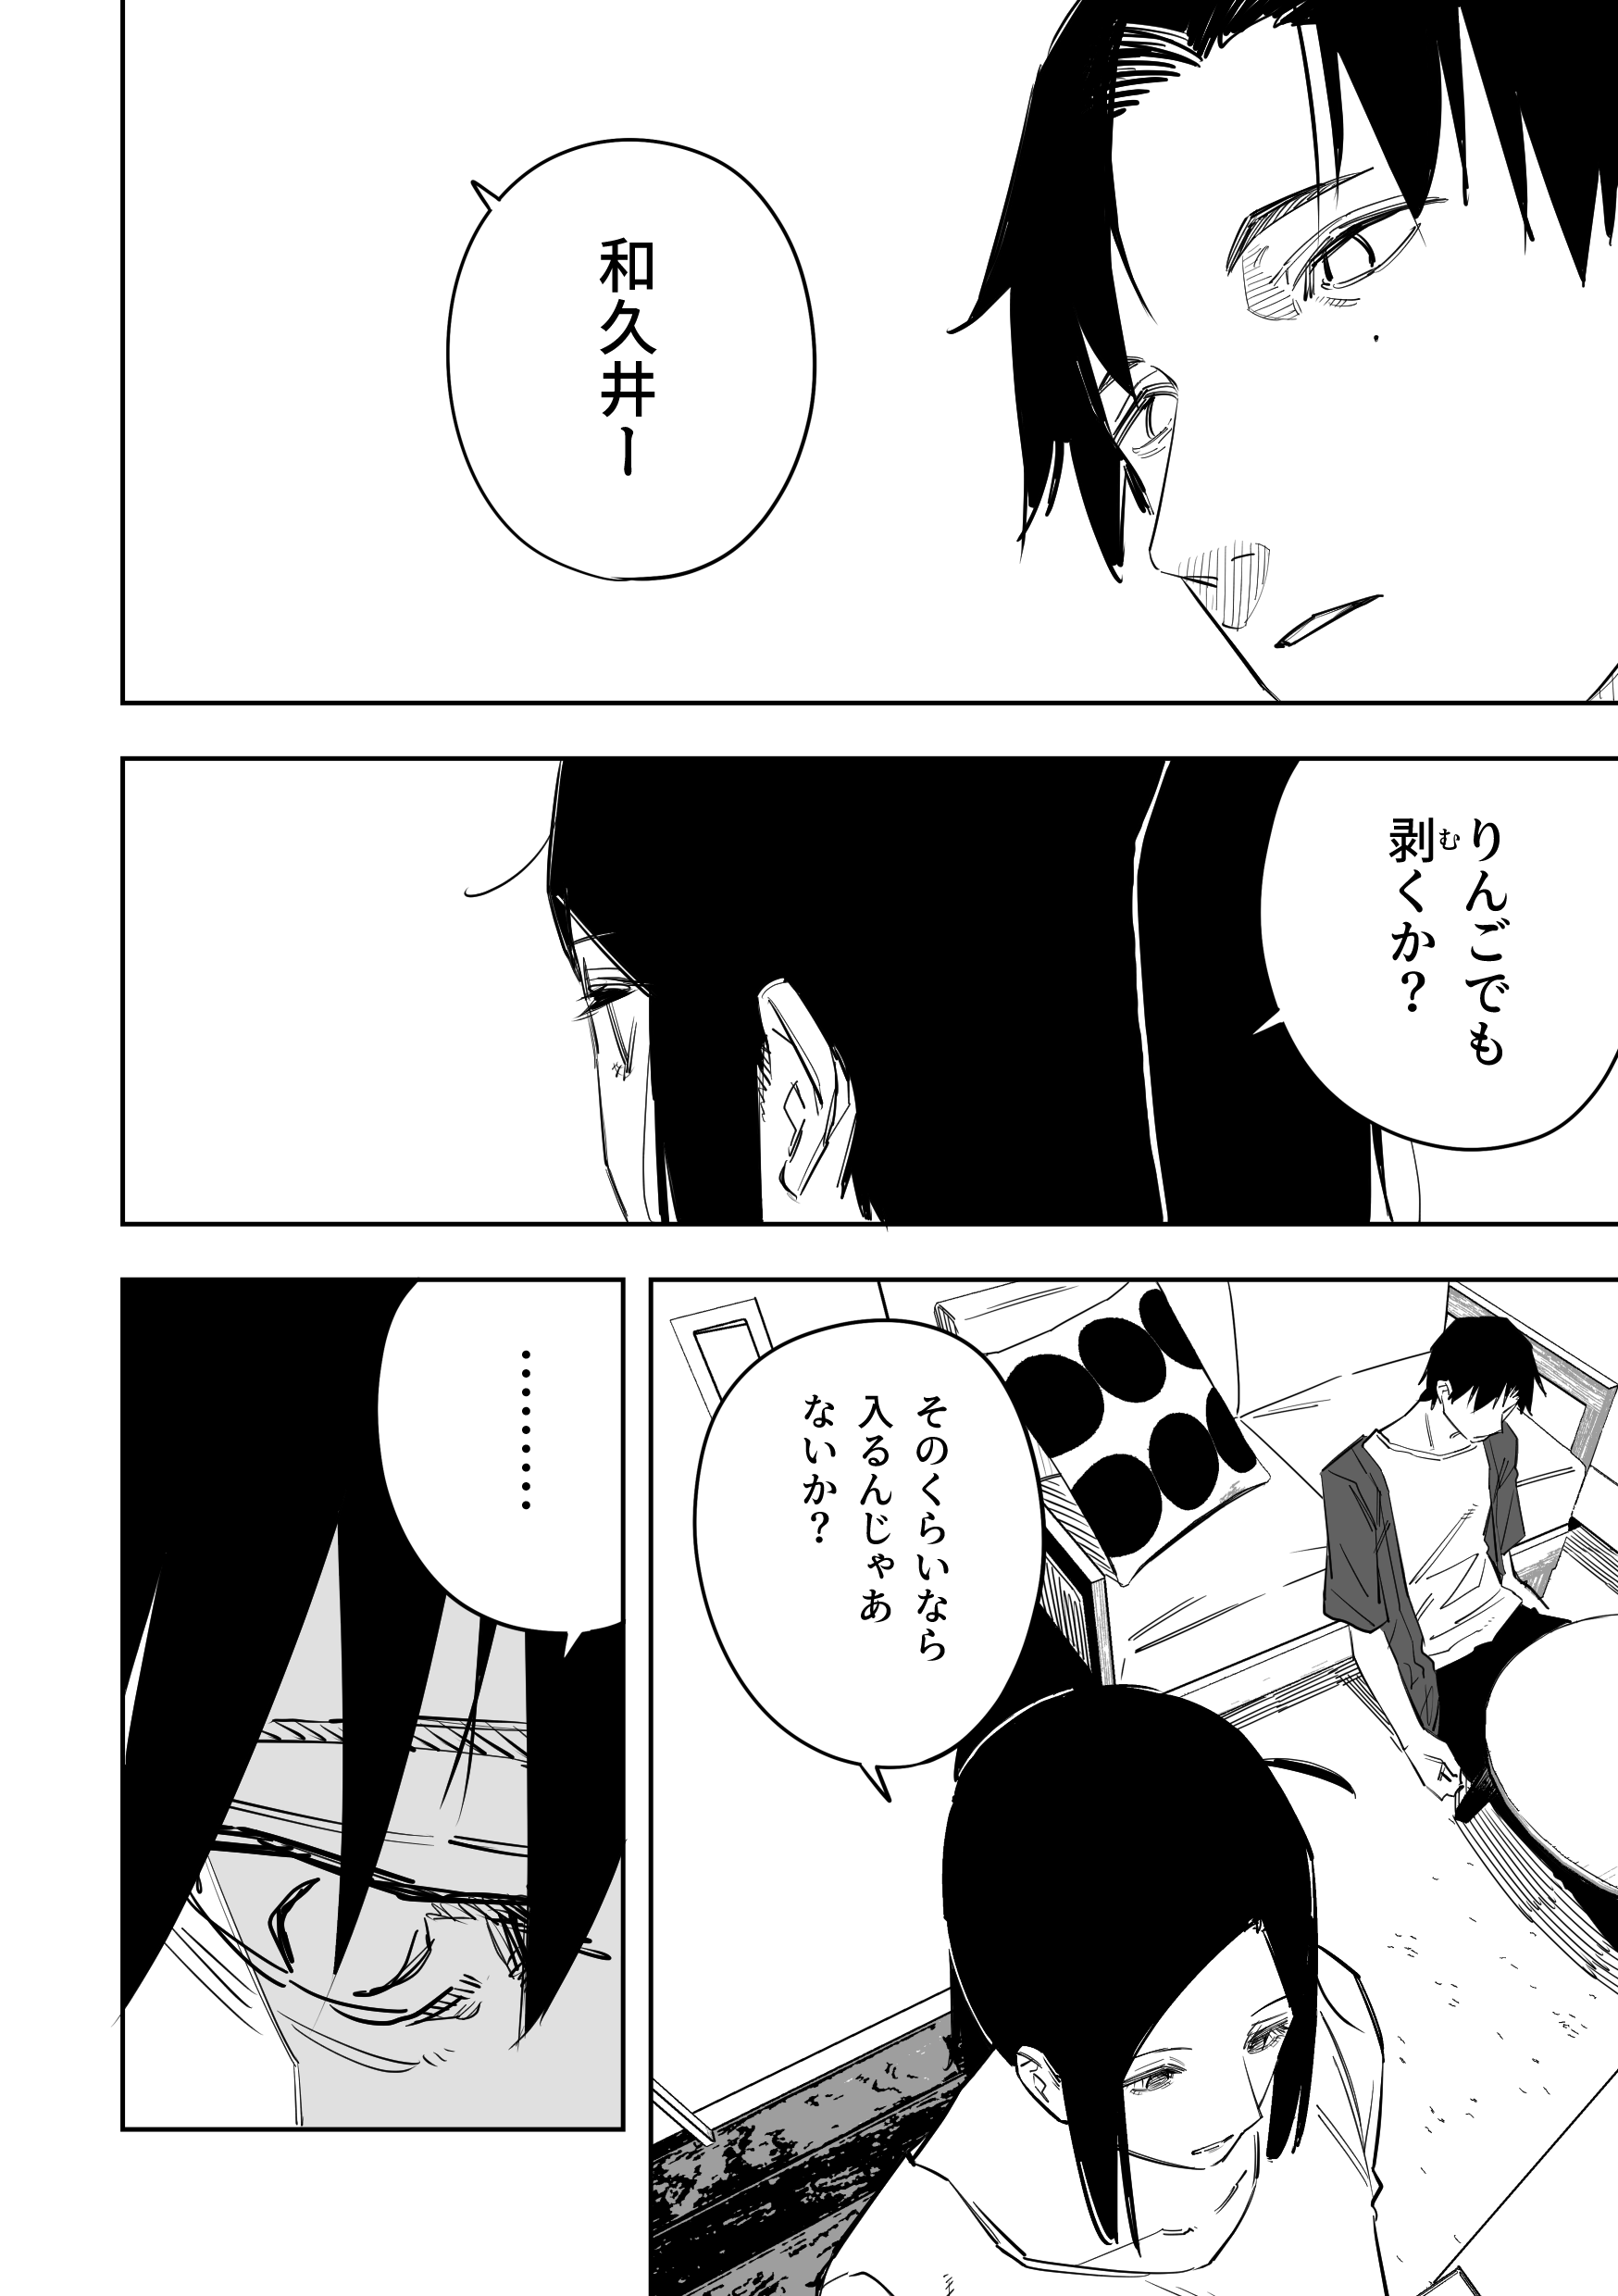 和久井ー
りんごでも
剥くか?
む
そのくらいなら
入るんじゃあ
ないか?
………